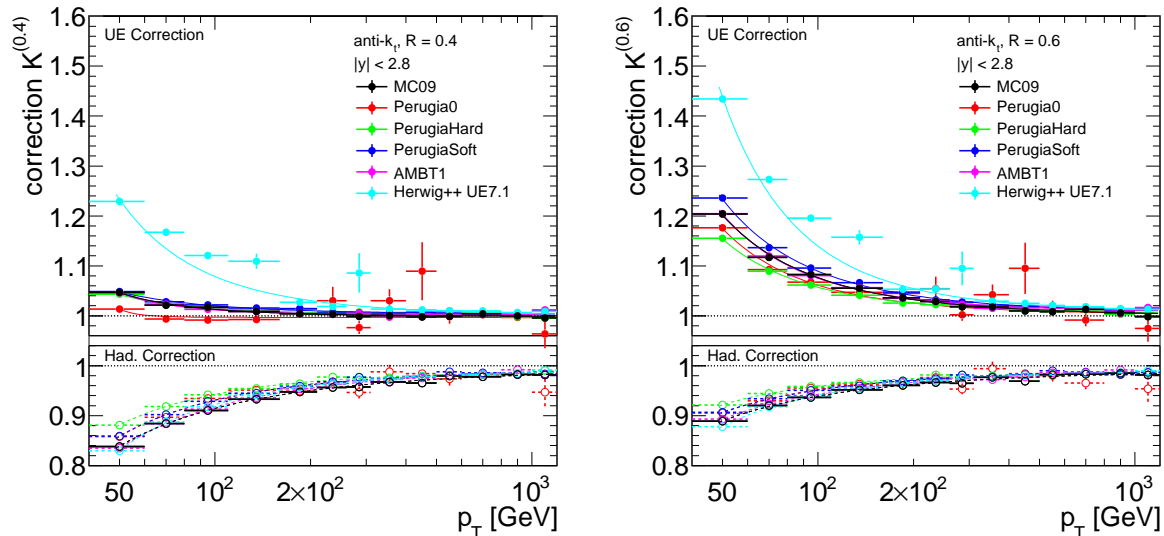 correction K^(0.4)
1.6
1.5
1.4
1.3
1.2
1.1
1
UE Correction
anti-k_t, R = 0.4
|y| < 2.8
MC09
Perugia0
PerugiaHard
PerugiaSoft
AMBT1
Herwig++ UE7.1
Had. Correction
1
0.9
0.8
50
10^2
2×10^2
10^3
p_T [GeV]
correction K^(0.6)
1.6
1.5
1.4
1.3
1.2
1.1
1
UE Correction
anti-k_t, R = 0.6
|y| < 2.8
MC09
Perugia0
PerugiaHard
PerugiaSoft
AMBT1
Herwig++ UE7.1
Had. Correction
1
0.9
0.8
50
10^2
2×10^2
10^3
p_T [GeV]